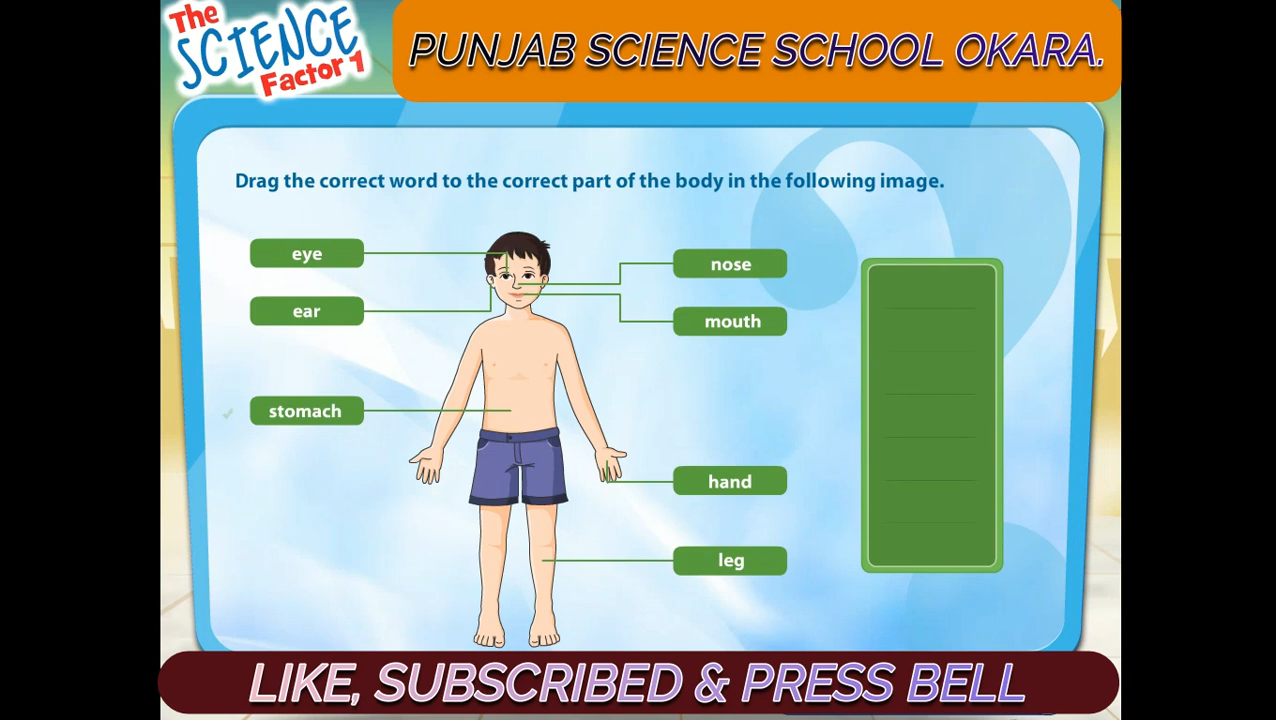 The
SCIENCE
Factor 1
PUNJAB SCIENCE SCHOOL OKARA.
Drag the correct word to the correct part of the body in the following image.
eye
nose
ear
mouth
stomach
hand
leg
LIKE, SUBSCRIBED & PRESS BELL